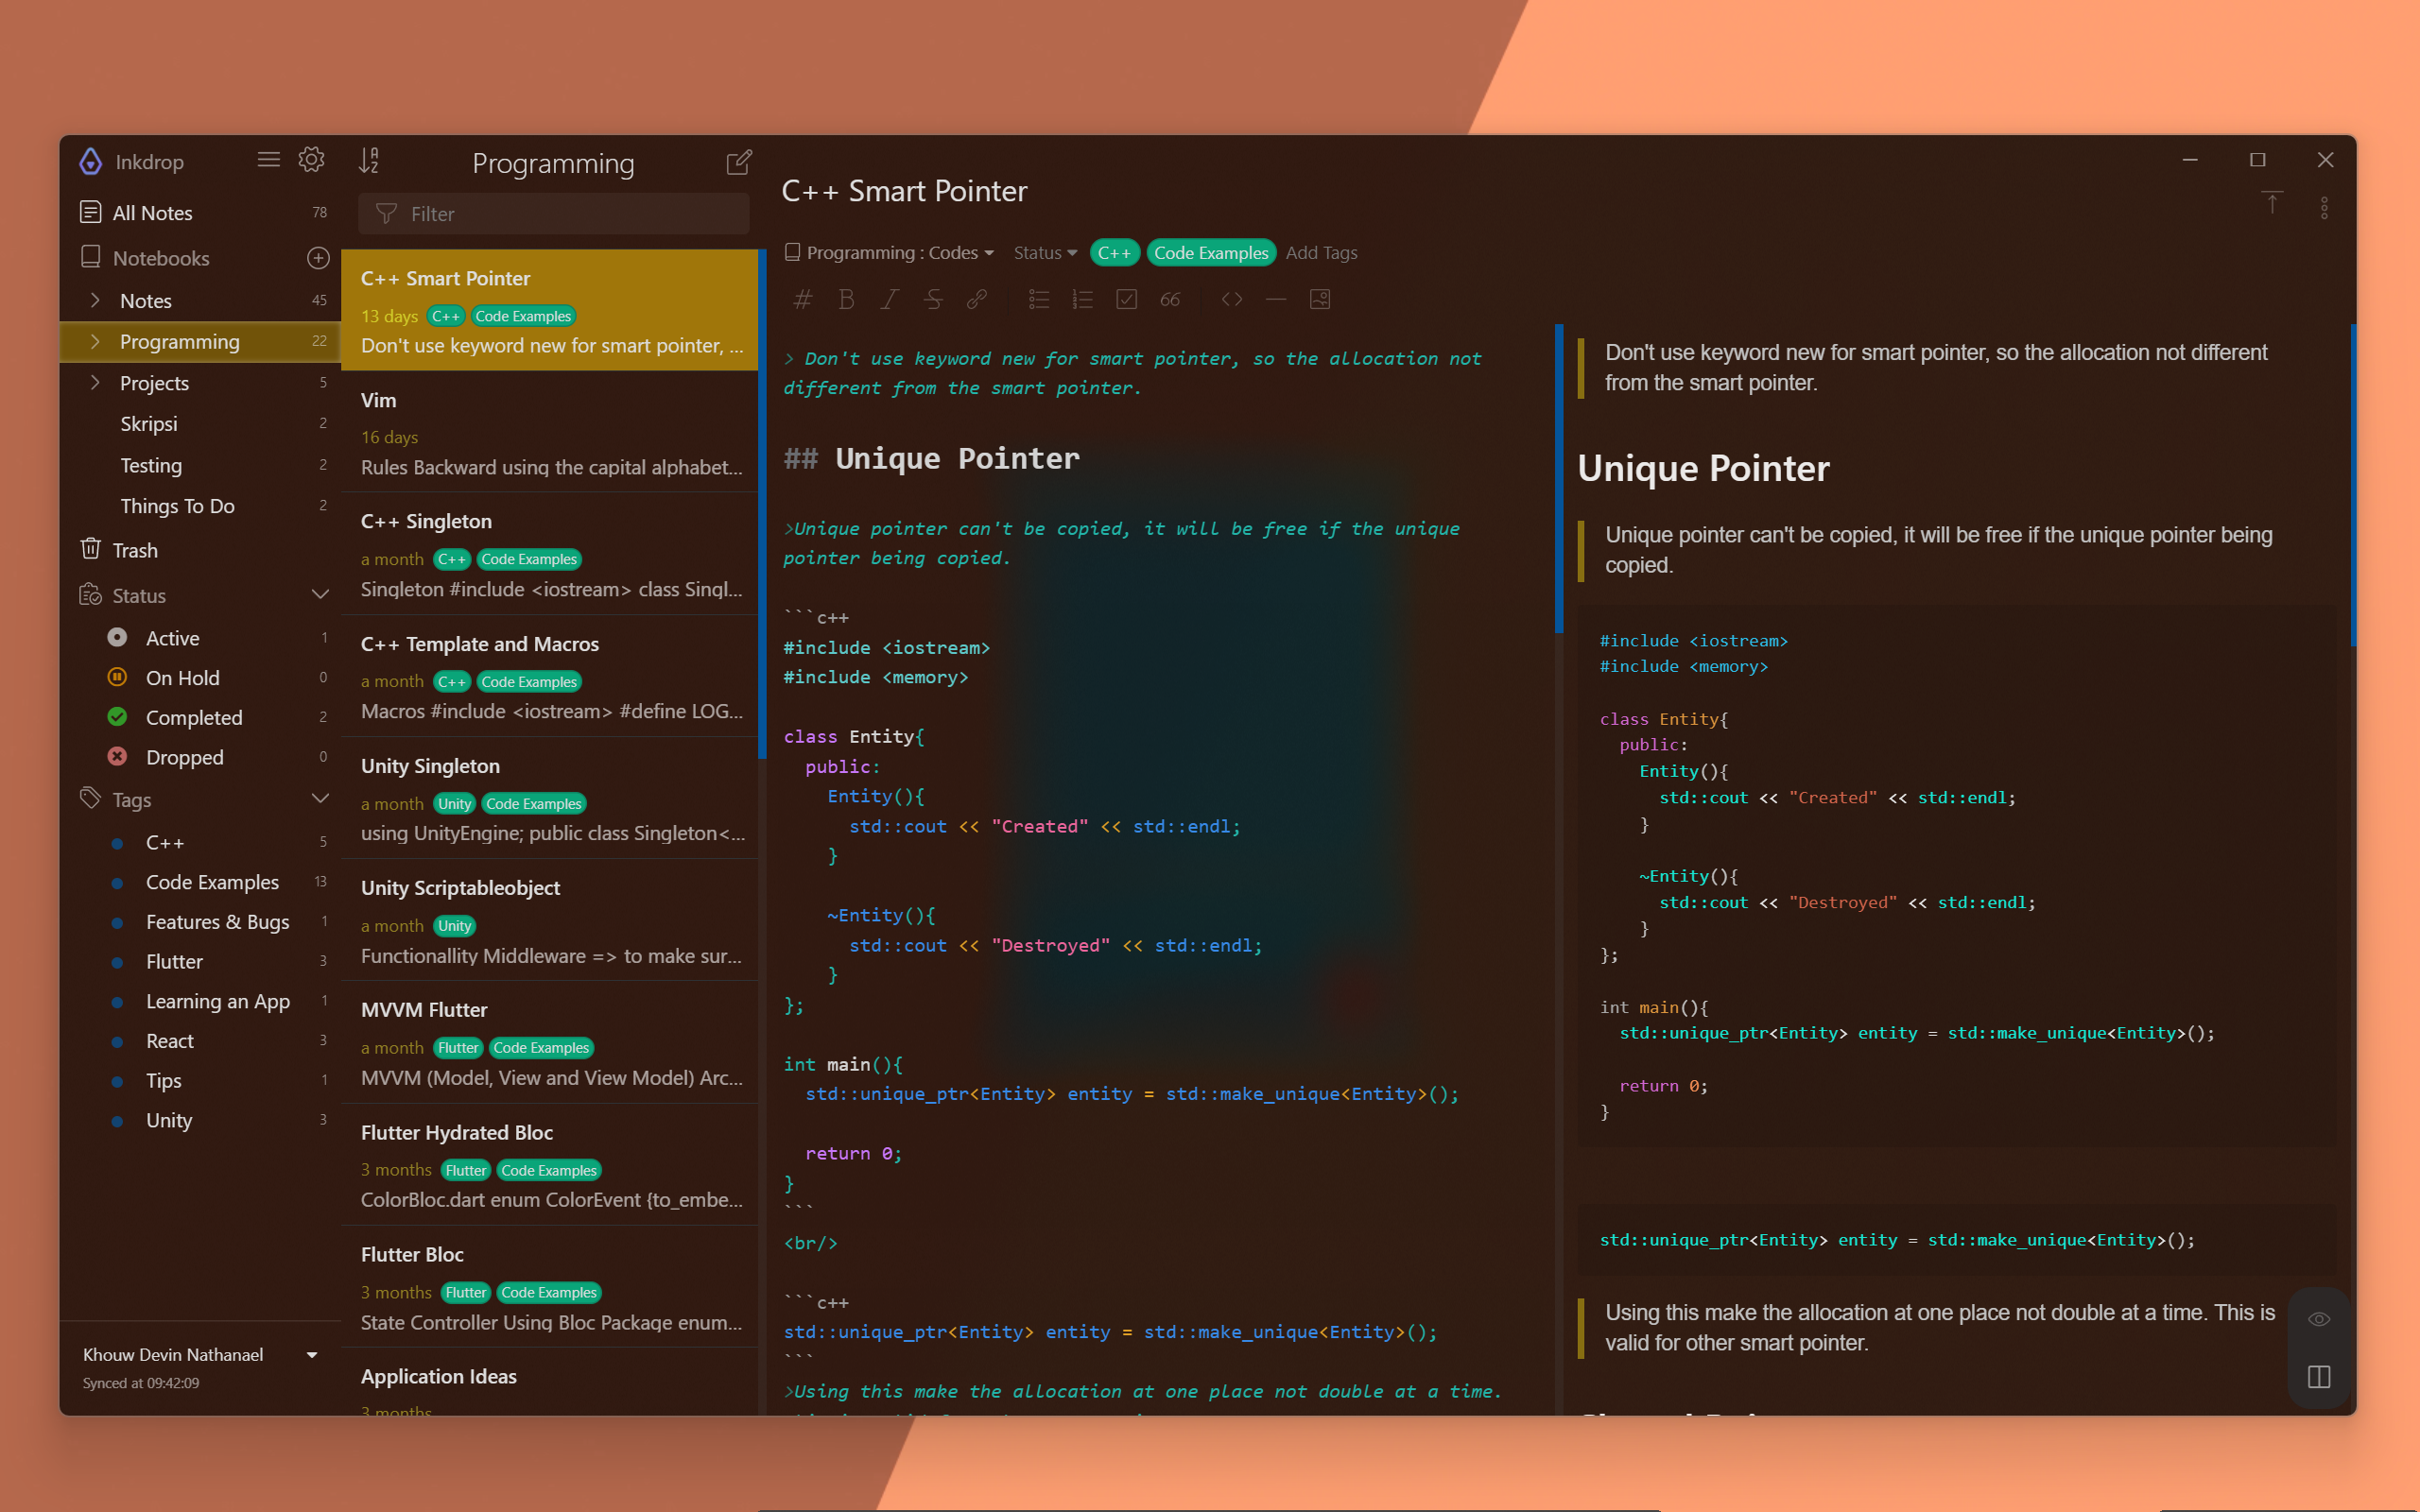 Inkdrop
All Notes 78
Notebooks
Notes 45
Programming 22
Projects 5
Skripsi 2
Testing 2
Things To Do 2
Trash
Status
Active 1
On Hold 0
Completed 2
Dropped 0
Tags
C++ 5
Code Examples 13
Features & Bugs 1
Flutter 3
Learning an App 1
React 3
Tips 1
Unity 3
Khouw Devin Nathanael
Synced at 09:42:09
Programming
Filter
C++ Smart Pointer
13 days C++ Code Examples
Don't use keyword new for smart pointer, ...
Vim
16 days
Rules Backward using the capital alphabet...
C++ Singleton
a month C++ Code Examples
Singleton #include <iostream> class Singl...
C++ Template and Macros
a month C++ Code Examples
Macros #include <iostream> #define LOG...
Unity Singleton
a month Unity Code Examples
using UnityEngine; public class Singleton<...
Unity Scriptableobject
a month Unity
Functionallity Middleware => to make sur...
MVVM Flutter
a month Flutter Code Examples
MVVM (Model, View and View Model) Arc...
Flutter Hydrated Bloc
3 months Flutter Code Examples
ColorBloc.dart enum ColorEvent {to_embe...
Flutter Bloc
3 months Flutter Code Examples
State Controller Using Bloc Package enum...
Application Ideas
3 months
C++ Smart Pointer
Programming : Codes Status C++ Code Examples Add Tags
> Don't use keyword new for smart pointer, so the allocation not
different from the smart pointer.
## Unique Pointer
>Unique pointer can't be copied, it will be free if the unique
pointer being copied.
```c++
#include <iostream>
#include <memory>
class Entity{
public:
Entity(){
std::cout << "Created" << std::endl;
}
~Entity(){
std::cout << "Destroyed" << std::endl;
}
};
int main(){
std::unique_ptr<Entity> entity = std::make_unique<Entity>();
return 0;
}
```
<br/>
```c++
std::unique_ptr<Entity> entity = std::make_unique<Entity>();
```
>Using this make the allocation at one place not double at a time.
Don't use keyword new for smart pointer, so the allocation not different
from the smart pointer.
Unique Pointer
Unique pointer can't be copied, it will be free if the unique pointer being
copied.
#include <iostream>
#include <memory>
class Entity{
public:
Entity(){
std::cout << "Created" << std::endl;
}
~Entity(){
std::cout << "Destroyed" << std::endl;
}
};
int main(){
std::unique_ptr<Entity> entity = std::make_unique<Entity>();
return 0;
}
std::unique_ptr<Entity> entity = std::make_unique<Entity>();
Using this make the allocation at one place not double at a time. This is
valid for other smart pointer.